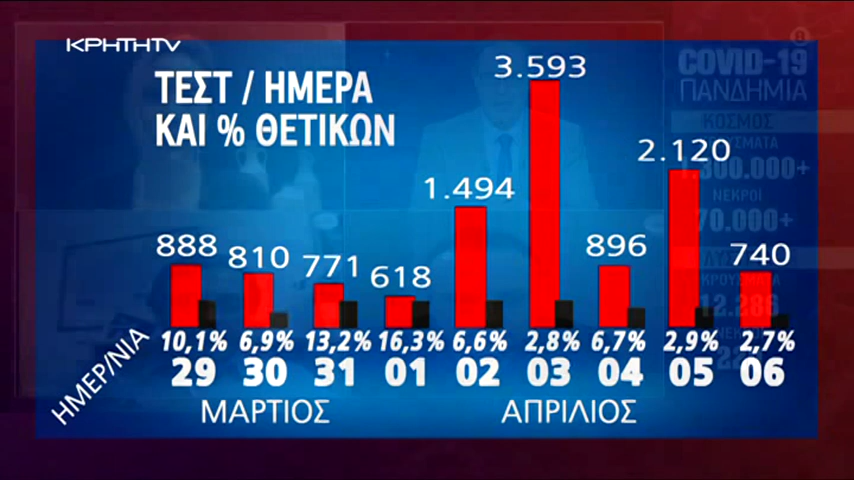 ΚΡΗΤΗTV
ΤΕΣΤ / ΗΜΕΡΑ
ΚΑΙ % ΘΕΤΙΚΩΝ
COVID-19
ΠΑΝΔΗΜΙΑ
ΚΟΣΜΟΣ
ΝΕΚΡΟΙ
888 810 771 618 1.494 3.593 896 2.120 740
10,1% 6,9% 13,2% 16,3% 6,6% 2,8% 6,7% 2,9% 2,7%
ΗΜΕΡ/ΝΙΑ
29 30 31 01 02 03 04 05 06
ΜΑΡΤΙΟΣ ΑΠΡΙΛΙΟΣ